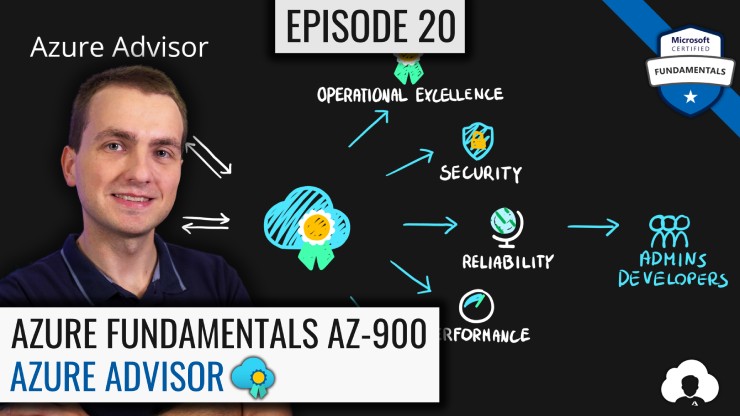 EPISODE 20
Azure Advisor
Microsoft
CERTIFIED
FUNDAMENTALS
OPERATIONAL EXCELLENCE
SECURITY
RELIABILITY
ADMINS
DEVELOPERS
ERFORMANCE
AZURE FUNDAMENTALS AZ-900
AZURE ADVISOR